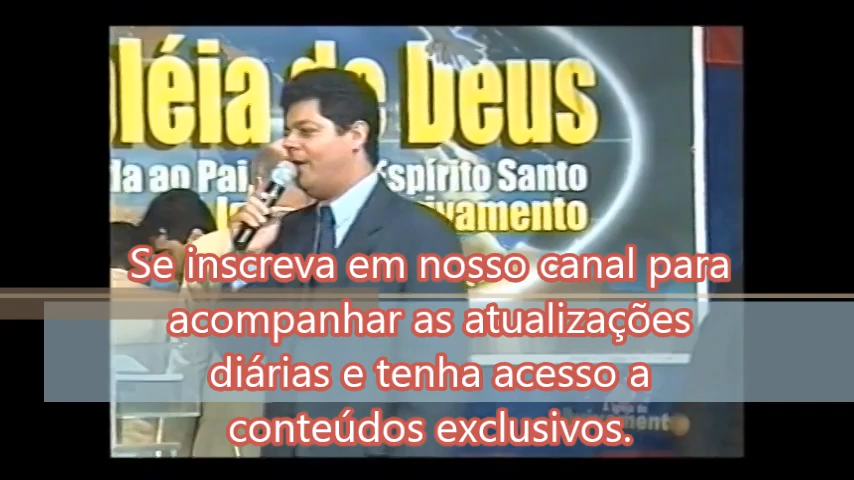 léia de Deus
da ao Pai, Espírito Santo
ivamento
Se inscreva em nosso canal para
acompanhar as atualizações
diárias e tenha acesso a
conteúdos exclusivos.